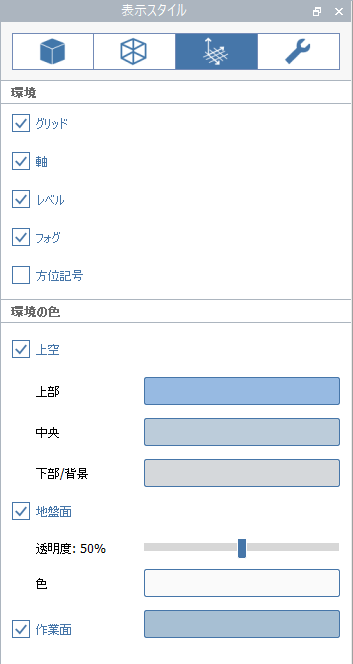 表示スタイル
環境
グリッド
軸
レベル
フォグ
方位記号
環境の色
上空
上部
中央
下部/背景
地盤面
透明度: 50%
色
作業面